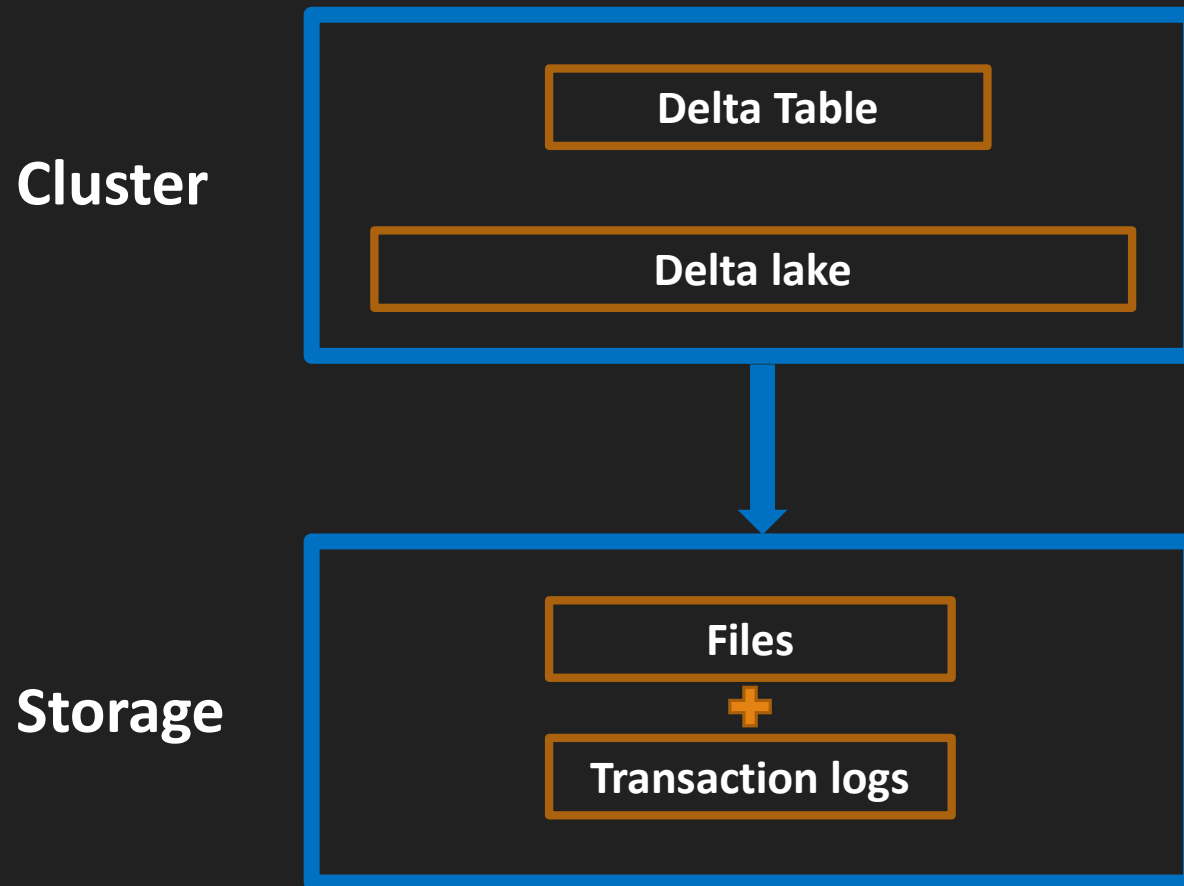 Cluster
Delta Table
Delta lake
Storage
Files
Transaction logs